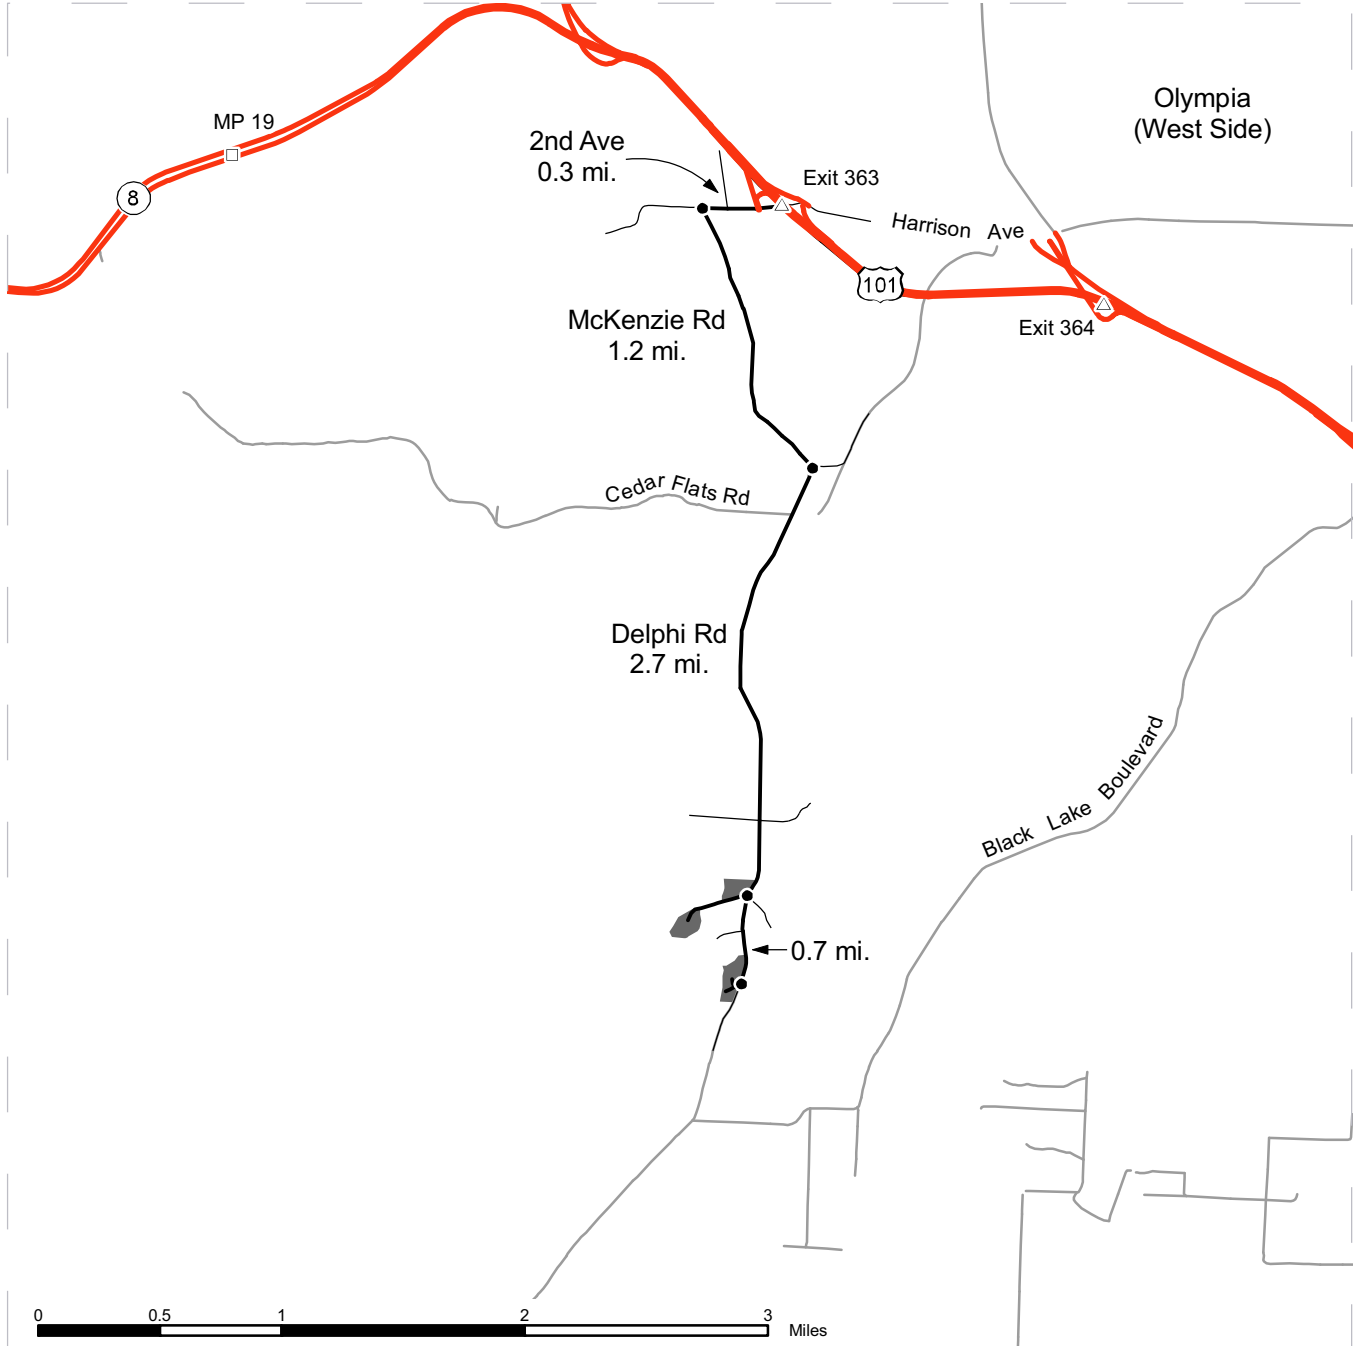 Olympia
(West Side)
MP 19
2nd Ave
0.3 mi.
Exit 363
8
Harrison Ave
101
McKenzie Rd
1.2 mi.
Exit 364
Cedar Flats Rd
Delphi Rd
2.7 mi.
Black Lake Boulevard
0.7 mi.
0 0.5 1 2 3
Miles